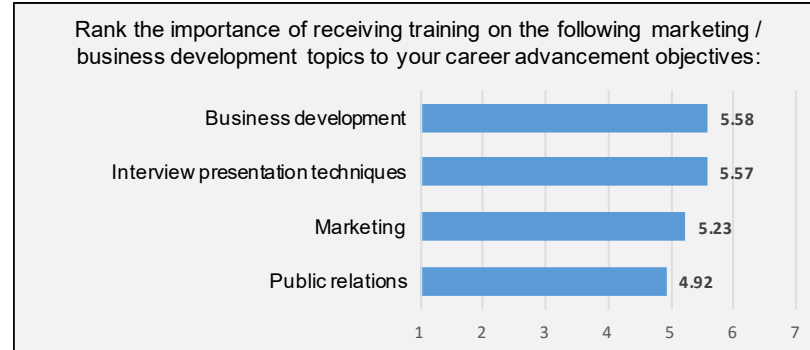 Rank the importance of receiving training on the following marketing /
business development topics to your career advancement objectives:
Business development 5.58
Interview presentation techniques 5.57
Marketing 5.23
Public relations 4.92
1 2 3 4 5 6 7